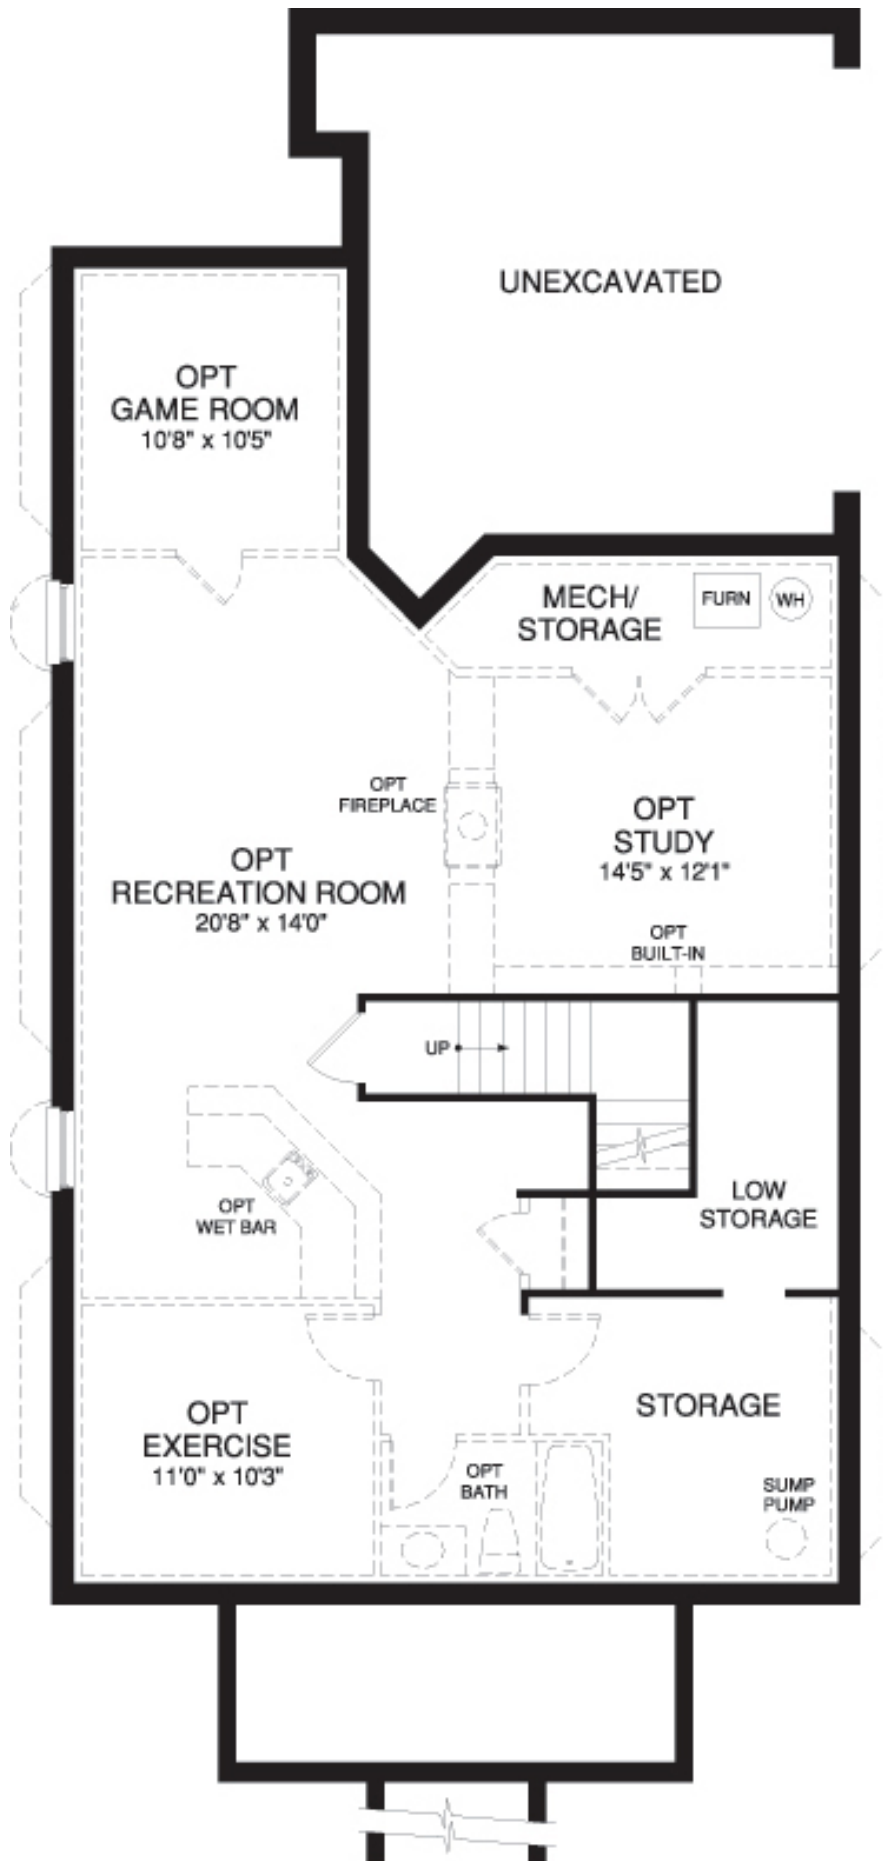 UNEXCAVATED
OPT
GAME ROOM
10'8" x 10'5"
MECH/
STORAGE
FURN
WH
OPT
FIREPLACE
OPT
STUDY
14'5" x 12'1"
OPT
RECREATION ROOM
20'8" x 14'0"
OPT
BUILT-IN
UP
LOW
STORAGE
OPT
WET BAR
STORAGE
OPT
EXERCISE
11'0" x 10'3"
OPT
BATH
SUMP
PUMP